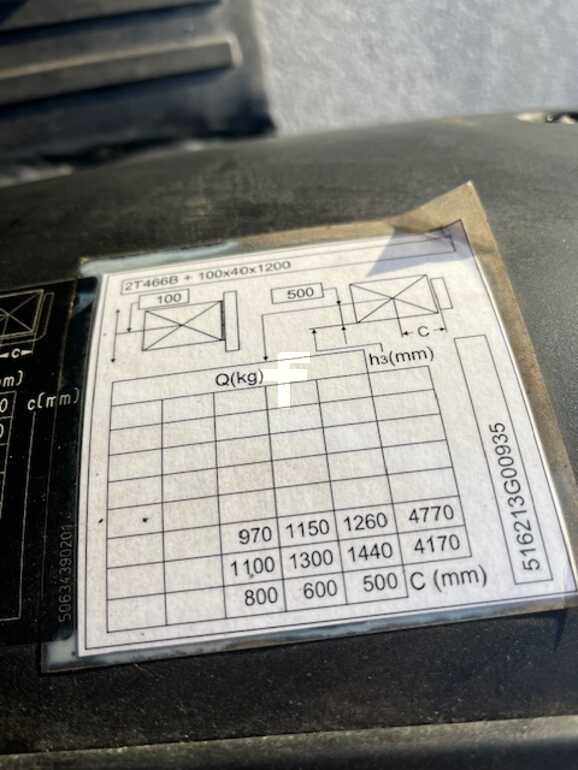 2T466B + 100x40x1200
100
500
C
Q(kg)
h3(mm)
970 1150 1260 4770
1100 1300 1440 4170
800 600 500 C (mm)
516213G00935
c(mm)
50634390201